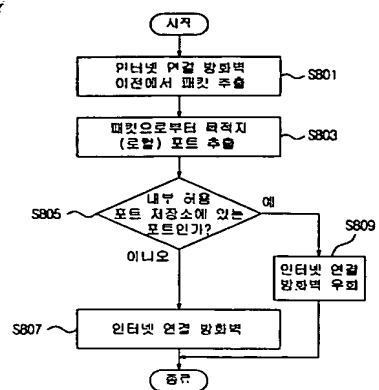 시작
인터넷 연결 방화벽
이전에서 패킷 추출
S801
패킷으로부터 목적지
(로컬) 포트 추출
S803
내부 허용
포트 저장소에 있는
포트인가?
S805
예
아니오
S809
인터넷 연결
방화벽 우회
S807
인터넷 연결 방화벽
종료